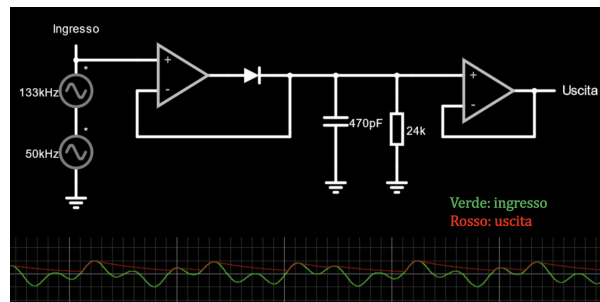 Ingresso
133kHz
50kHz
+
-
470pF
24k
+
-
Uscita
Verde: ingresso
Rosso: uscita